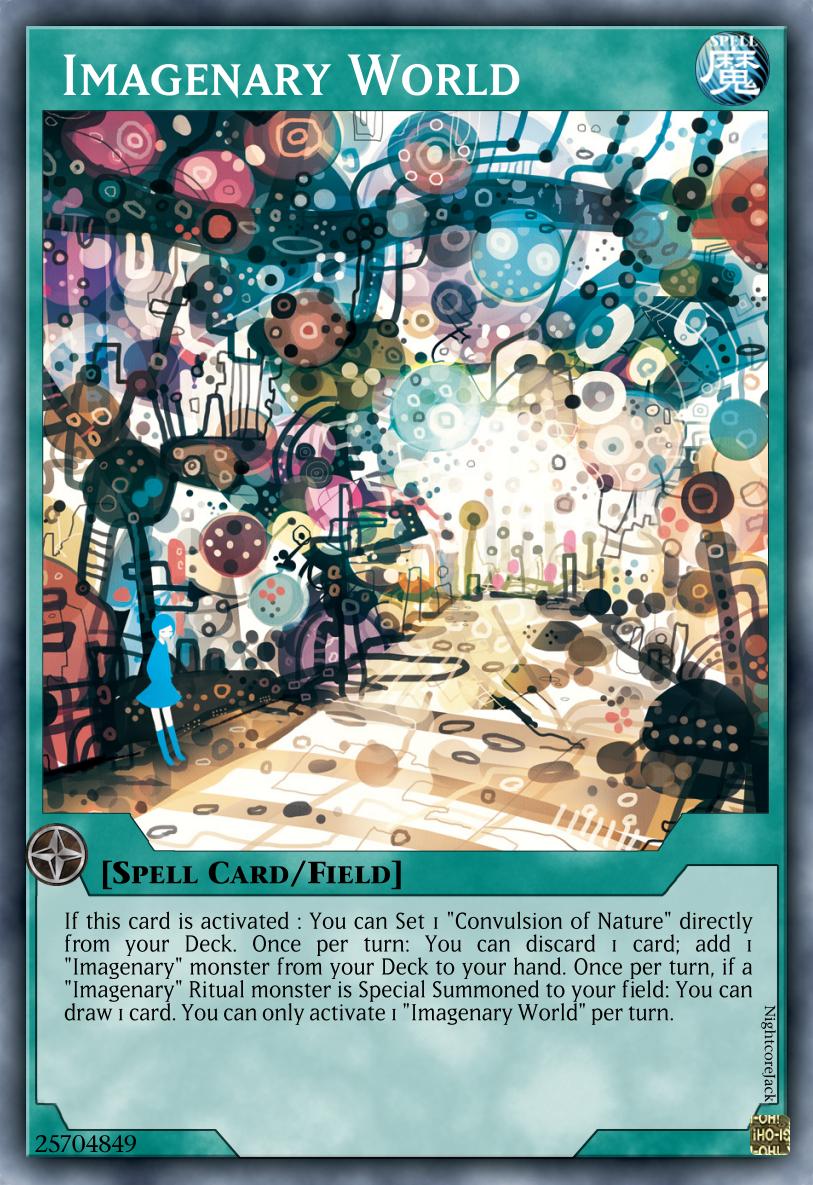 Imagenary World
SPELL
魔
[Spell Card/Field]
If this card is activated : You can Set 1 "Convulsion of Nature" directly
from your Deck. Once per turn: You can discard 1 card; add 1
"Imagenary" monster from your Deck to your hand. Once per turn, if a
"Imagenary" Ritual monster is Special Summoned to your field: You can
draw 1 card. You can only activate 1 "Imagenary World" per turn.
NightcoreJack
25704849
-OH!